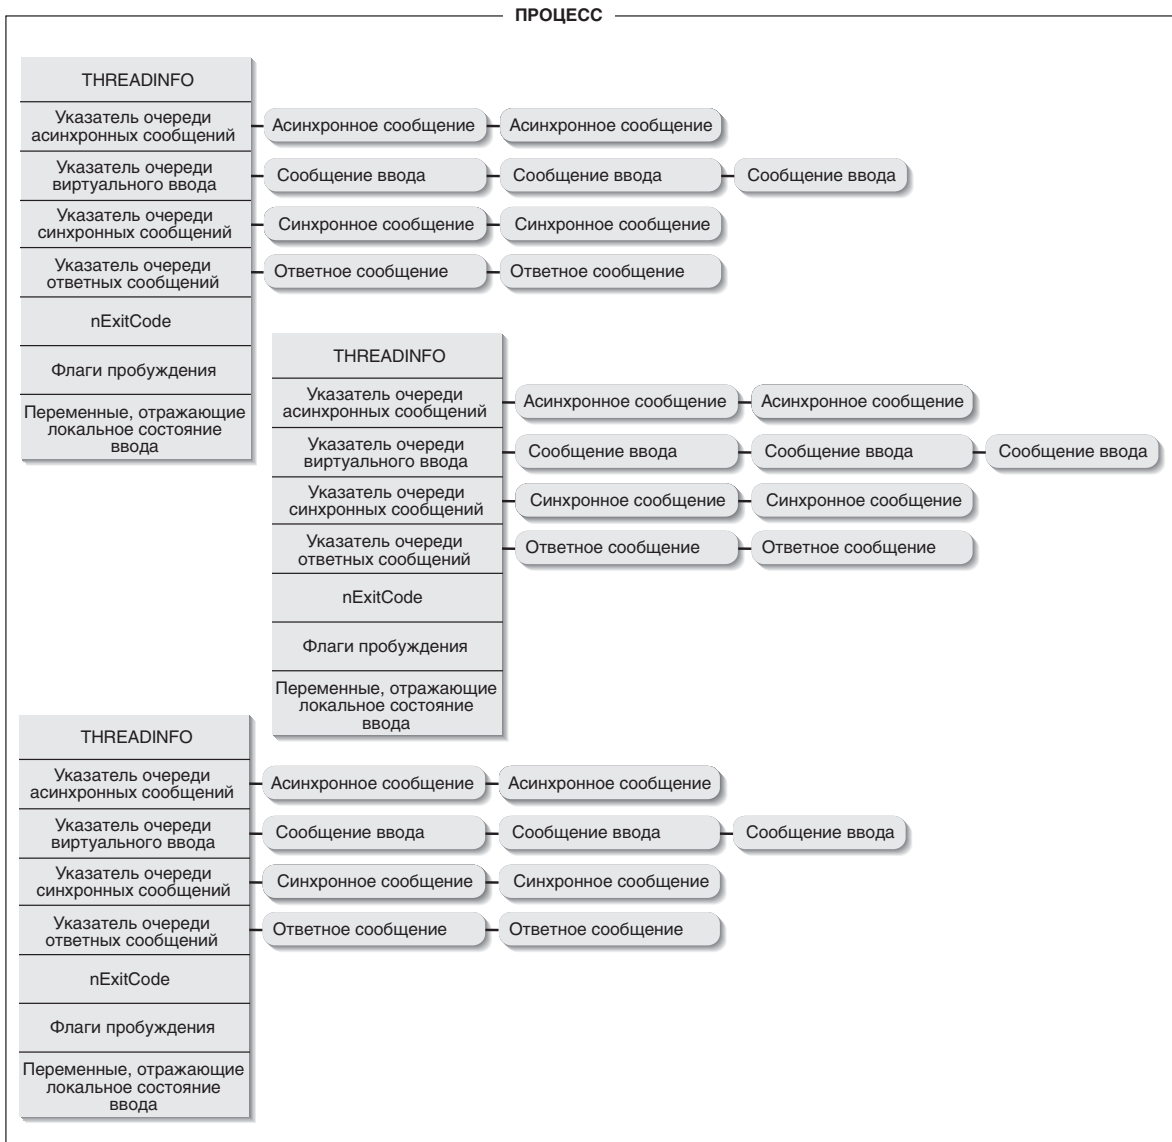 ПРОЦЕСС
THREADINFO
Указатель очереди
асинхронных сообщений
Асинхронное сообщение
Асинхронное сообщение
Указатель очереди
виртуального ввода
Сообщение ввода
Сообщение ввода
Сообщение ввода
Указатель очереди
синхронных сообщений
Синхронное сообщение
Синхронное сообщение
Указатель очереди
ответных сообщений
Ответное сообщение
Ответное сообщение
nExitCode
Флаги пробуждения
Переменные, отражающие
локальное состояние
ввода
THREADINFO
Указатель очереди
асинхронных сообщений
Асинхронное сообщение
Асинхронное сообщение
Указатель очереди
виртуального ввода
Сообщение ввода
Сообщение ввода
Сообщение ввода
Указатель очереди
синхронных сообщений
Синхронное сообщение
Синхронное сообщение
Указатель очереди
ответных сообщений
Ответное сообщение
Ответное сообщение
nExitCode
Флаги пробуждения
Переменные, отражающие
локальное состояние
ввода
THREADINFO
Указатель очереди
асинхронных сообщений
Асинхронное сообщение
Асинхронное сообщение
Указатель очереди
виртуального ввода
Сообщение ввода
Сообщение ввода
Сообщение ввода
Указатель очереди
синхронных сообщений
Синхронное сообщение
Синхронное сообщение
Указатель очереди
ответных сообщений
Ответное сообщение
Ответное сообщение
nExitCode
Флаги пробуждения
Переменные, отражающие
локальное состояние
ввода